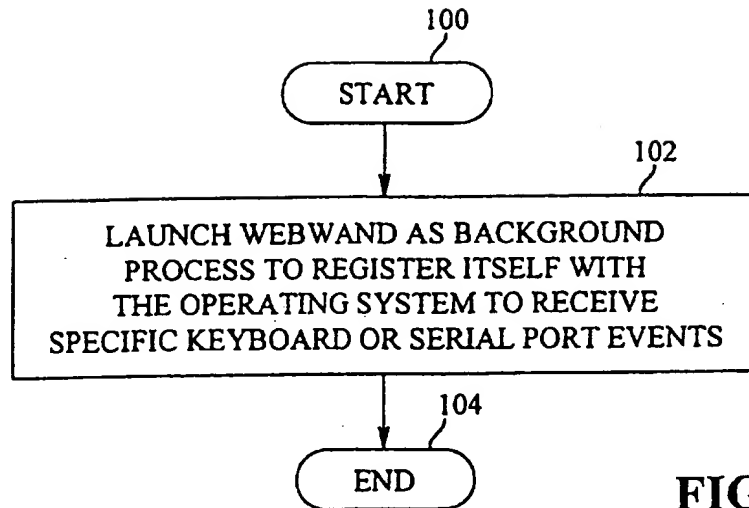 100
START
102
LAUNCH WEBWAND AS BACKGROUND
PROCESS TO REGISTER ITSELF WITH
THE OPERATING SYSTEM TO RECEIVE
SPECIFIC KEYBOARD OR SERIAL PORT EVENTS
104
END
FIG